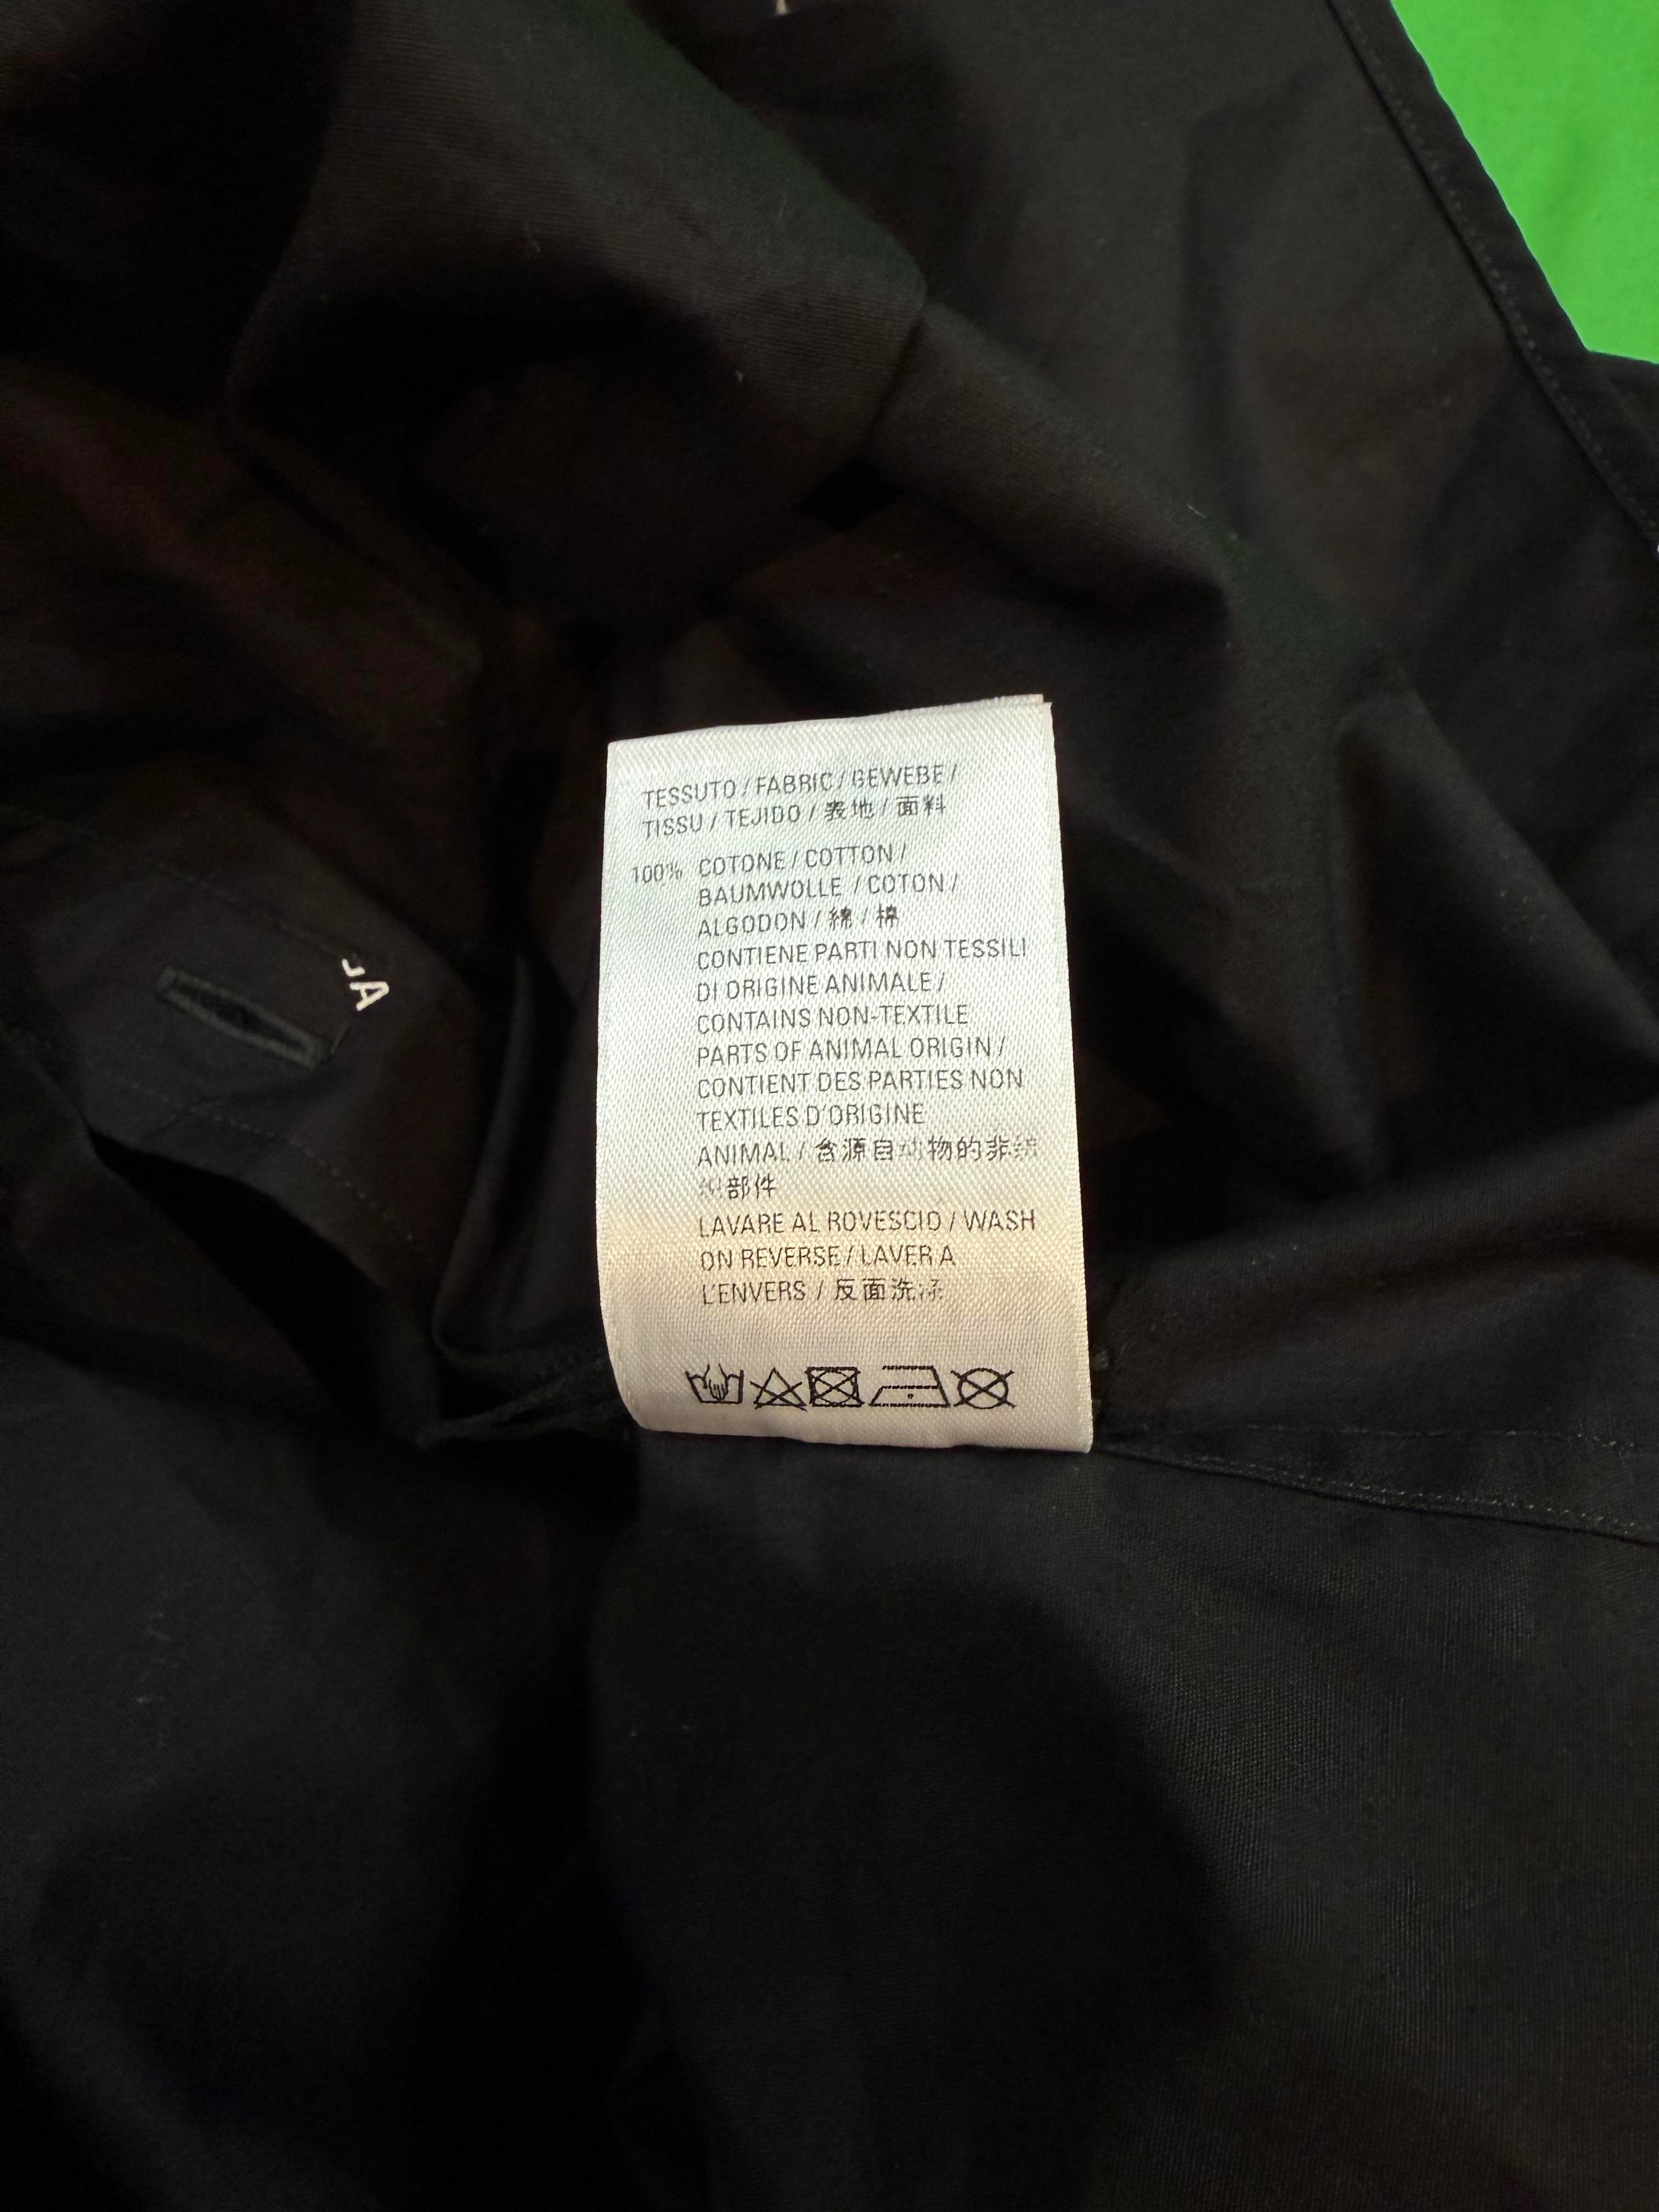 TESSUTO / FABRIC / GEWEBE /
TISSU / TEJIDO / 表地 / 面料
100% COTONE / COTTON /
BAUMWOLLE / COTON /
ALGODON / 綿 / 棉
CONTIENE PARTI NON TESSILI
DI ORIGINE ANIMALE /
CONTAINS NON-TEXTILE
PARTS OF ANIMAL ORIGIN /
CONTIENT DES PARTIES NON
TEXTILES D'ORIGINE
ANIMAL / 含源自动物的非纺
织部件
LAVARE AL ROVESCIO / WASH
ON REVERSE / LAVER A
L'ENVERS / 反面洗涤